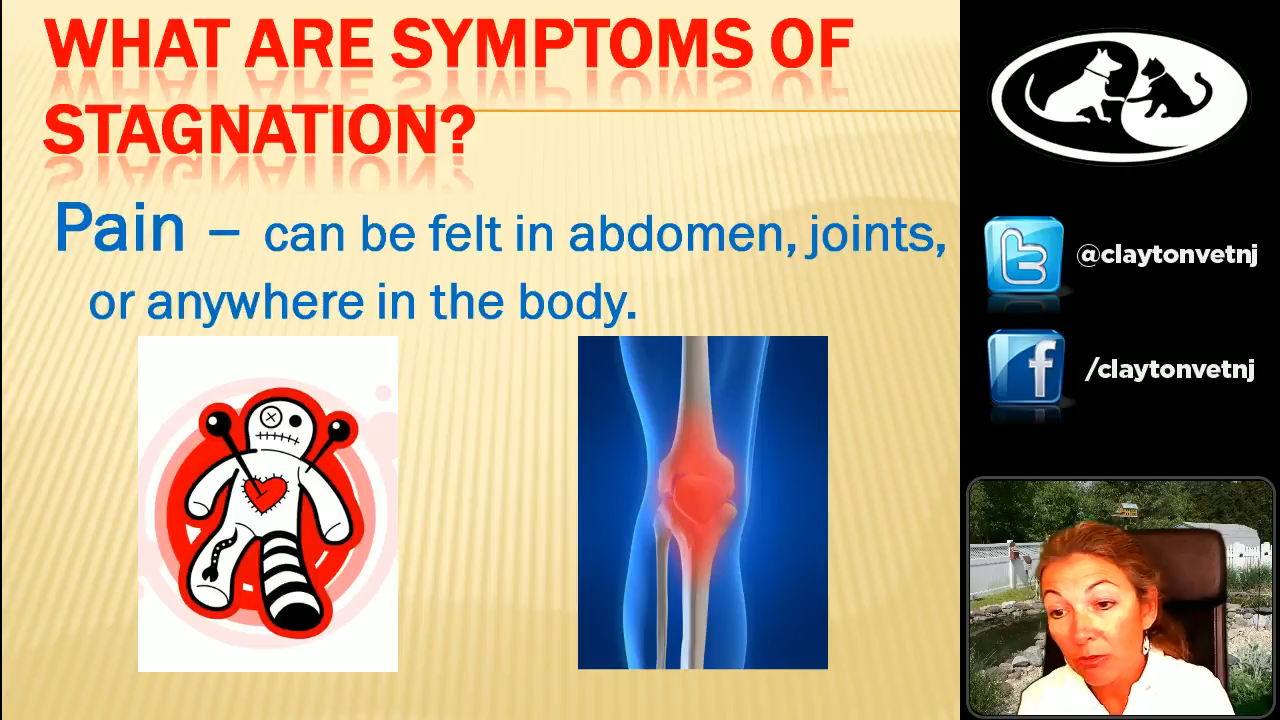 WHAT ARE SYMPTOMS OF
STAGNATION?
Pain – can be felt in abdomen, joints,
or anywhere in the body.
@claytonvetnj
/claytonvetnj